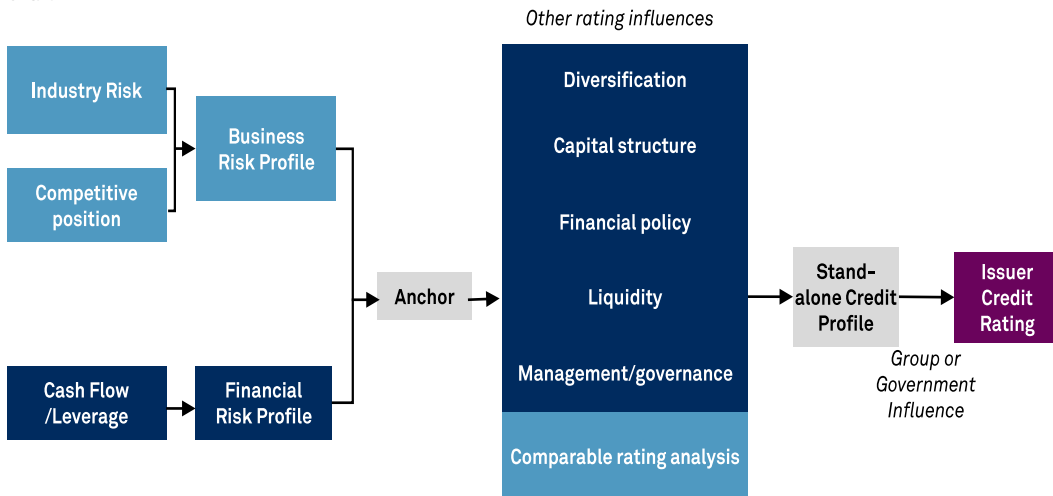 Other rating influences
Industry Risk
Competitive
position
Business
Risk Profile
Cash Flow
/Leverage
Financial
Risk Profile
Anchor
Diversification
Capital structure
Financial policy
Liquidity
Management/governance
Comparable rating analysis
Stand-
alone Credit
Profile
Group or
Government
Influence
Issuer
Credit
Rating